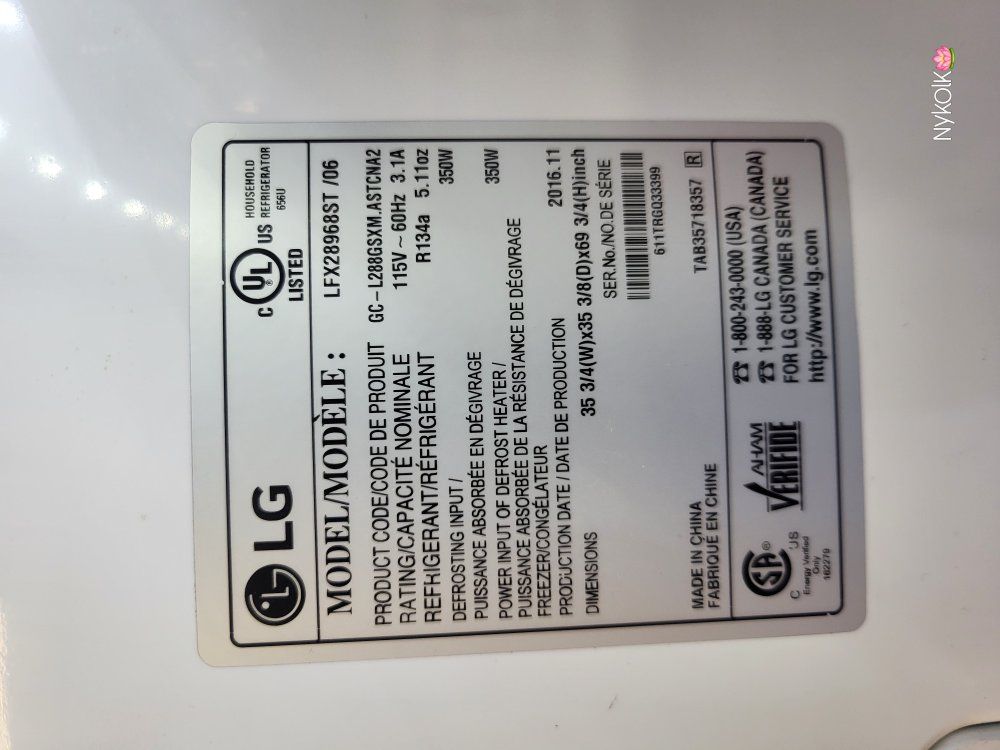 LG
C UL US
LISTED
HOUSEHOLD
REFRIGERATOR
656U
MODEL/MODÈLE : LFX28968ST /06
PRODUCT CODE/CODE DE PRODUIT GC-L288GSXM.ASTCNA2
RATING/CAPACITÉ NOMINALE 115V ~ 60Hz 3.1A
REFRIGERANT/RÉFRIGÉRANT R134a 5.11oz
DEFROSTING INPUT / 350W
PUISSANCE ABSORBÉE EN DÉGIVRAGE
POWER INPUT OF DEFROST HEATER / 350W
PUISSANCE ABSORBÉE DE LA RÉSISTANCE DE DÉGIVRAGE
FREEZER/CONGÉLATEUR
PRODUCTION DATE / DATE DE PRODUCTION 2016.11
DIMENSIONS 35 3/4(W)x35 3/8(D)x69 3/4(H)inch
SER.No./NO.DE SÉRIE
611TRGQ33399
MADE IN CHINA TAB35718357 R
FABRIQUE EN CHINE
C SA ® US
Energy Verified
Only
162279
AHAM
VERIFIDE
☎ 1-800-243-0000 (USA)
☎ 1-888-LG CANADA (CANADA)
FOR LG CUSTOMER SERVICE
http://www.lg.com
NYKOlK🪷